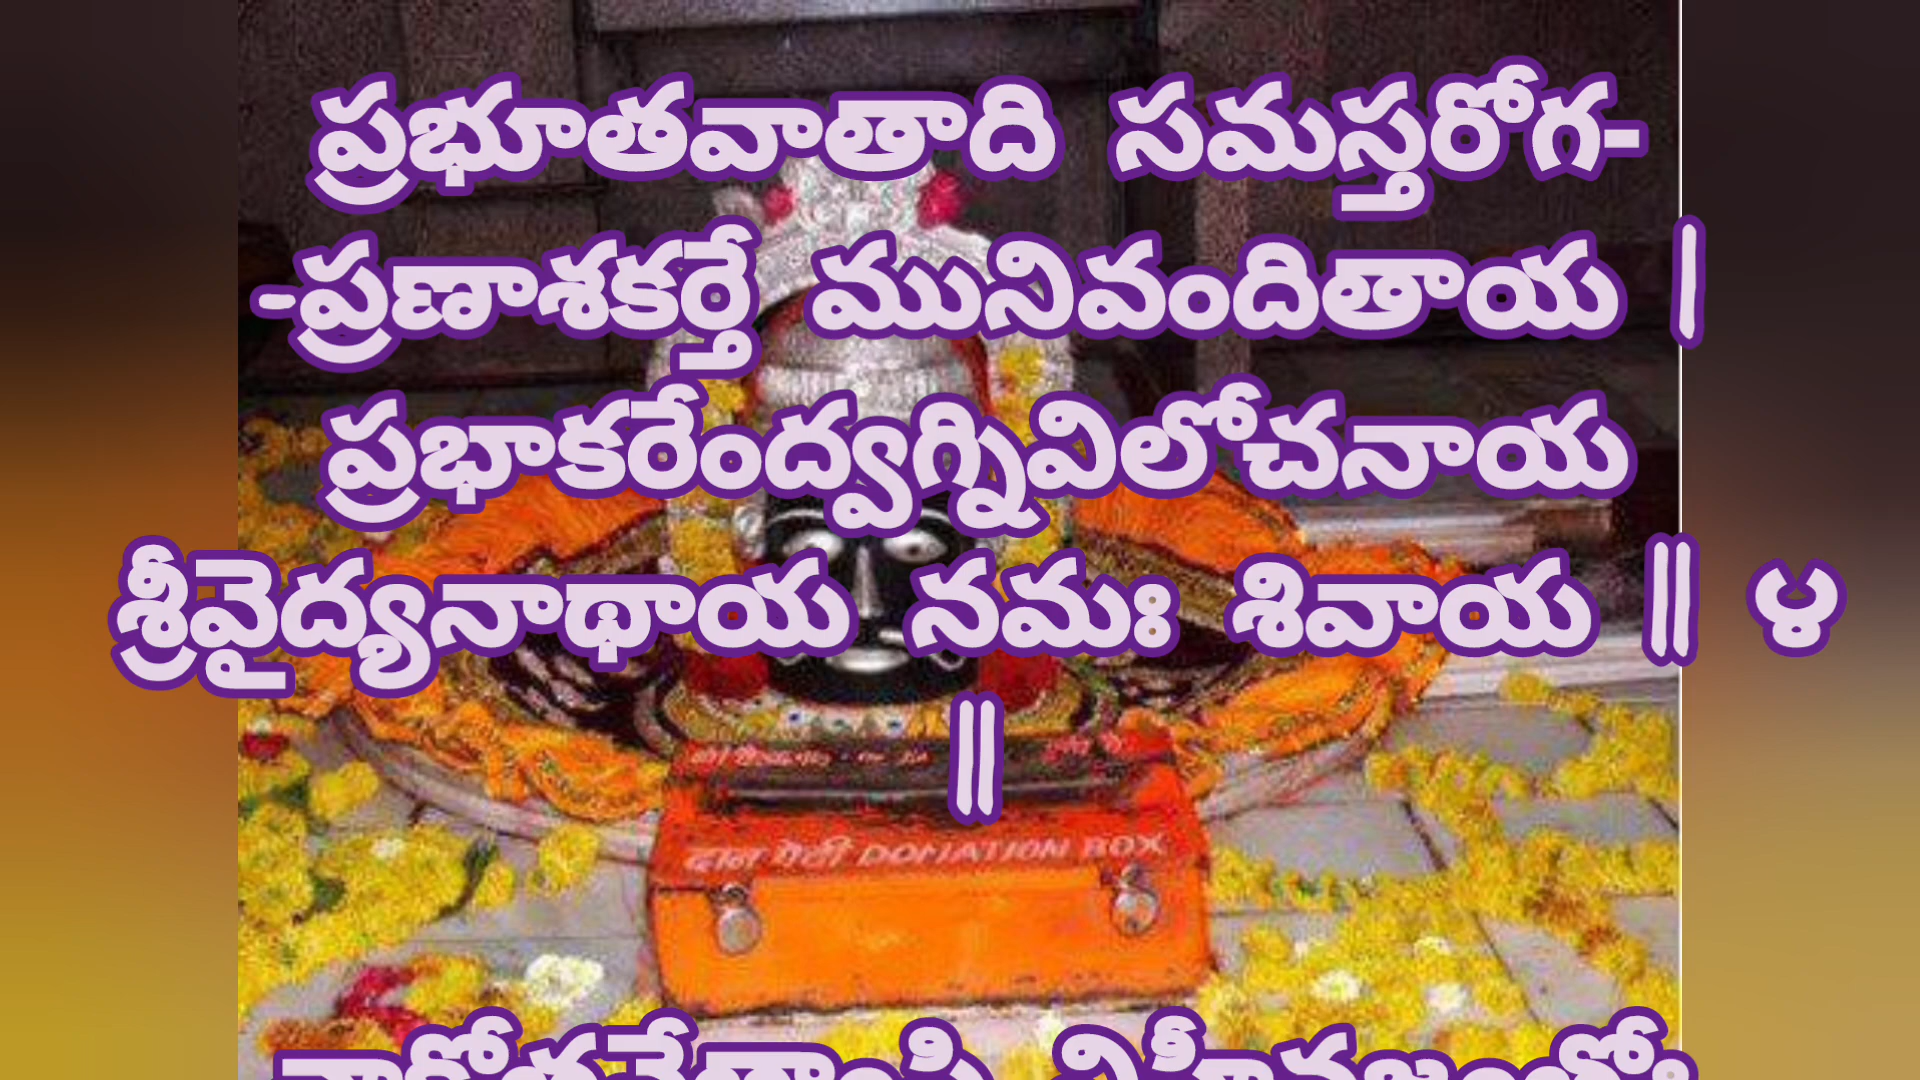 ప్రభూతవాతాది సమస్తరోగ-
-ప్రణాశకర్తే మునివందితాయ |
ప్రభాకరేంద్వగ్నివిలోచనాయ
శ్రీవైద్యనాథాయ నమః శివాయ || ౪
||
दान पेटी DONATION BOX